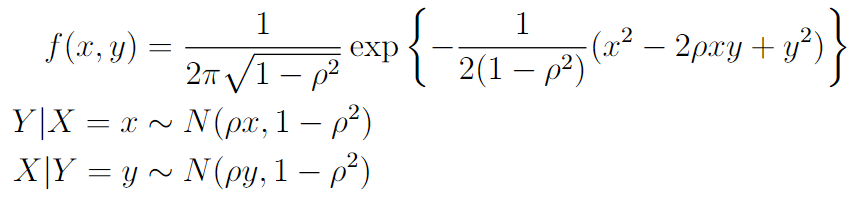 f(x, y) = \frac{1}{2\pi\sqrt{1-\rho^2}} \exp\left\{-\frac{1}{2(1-\rho^2)}(x^2 - 2\rho xy + y^2)\right\}
Y|X = x \sim N(\rho x, 1 - \rho^2)
X|Y = y \sim N(\rho y, 1 - \rho^2)